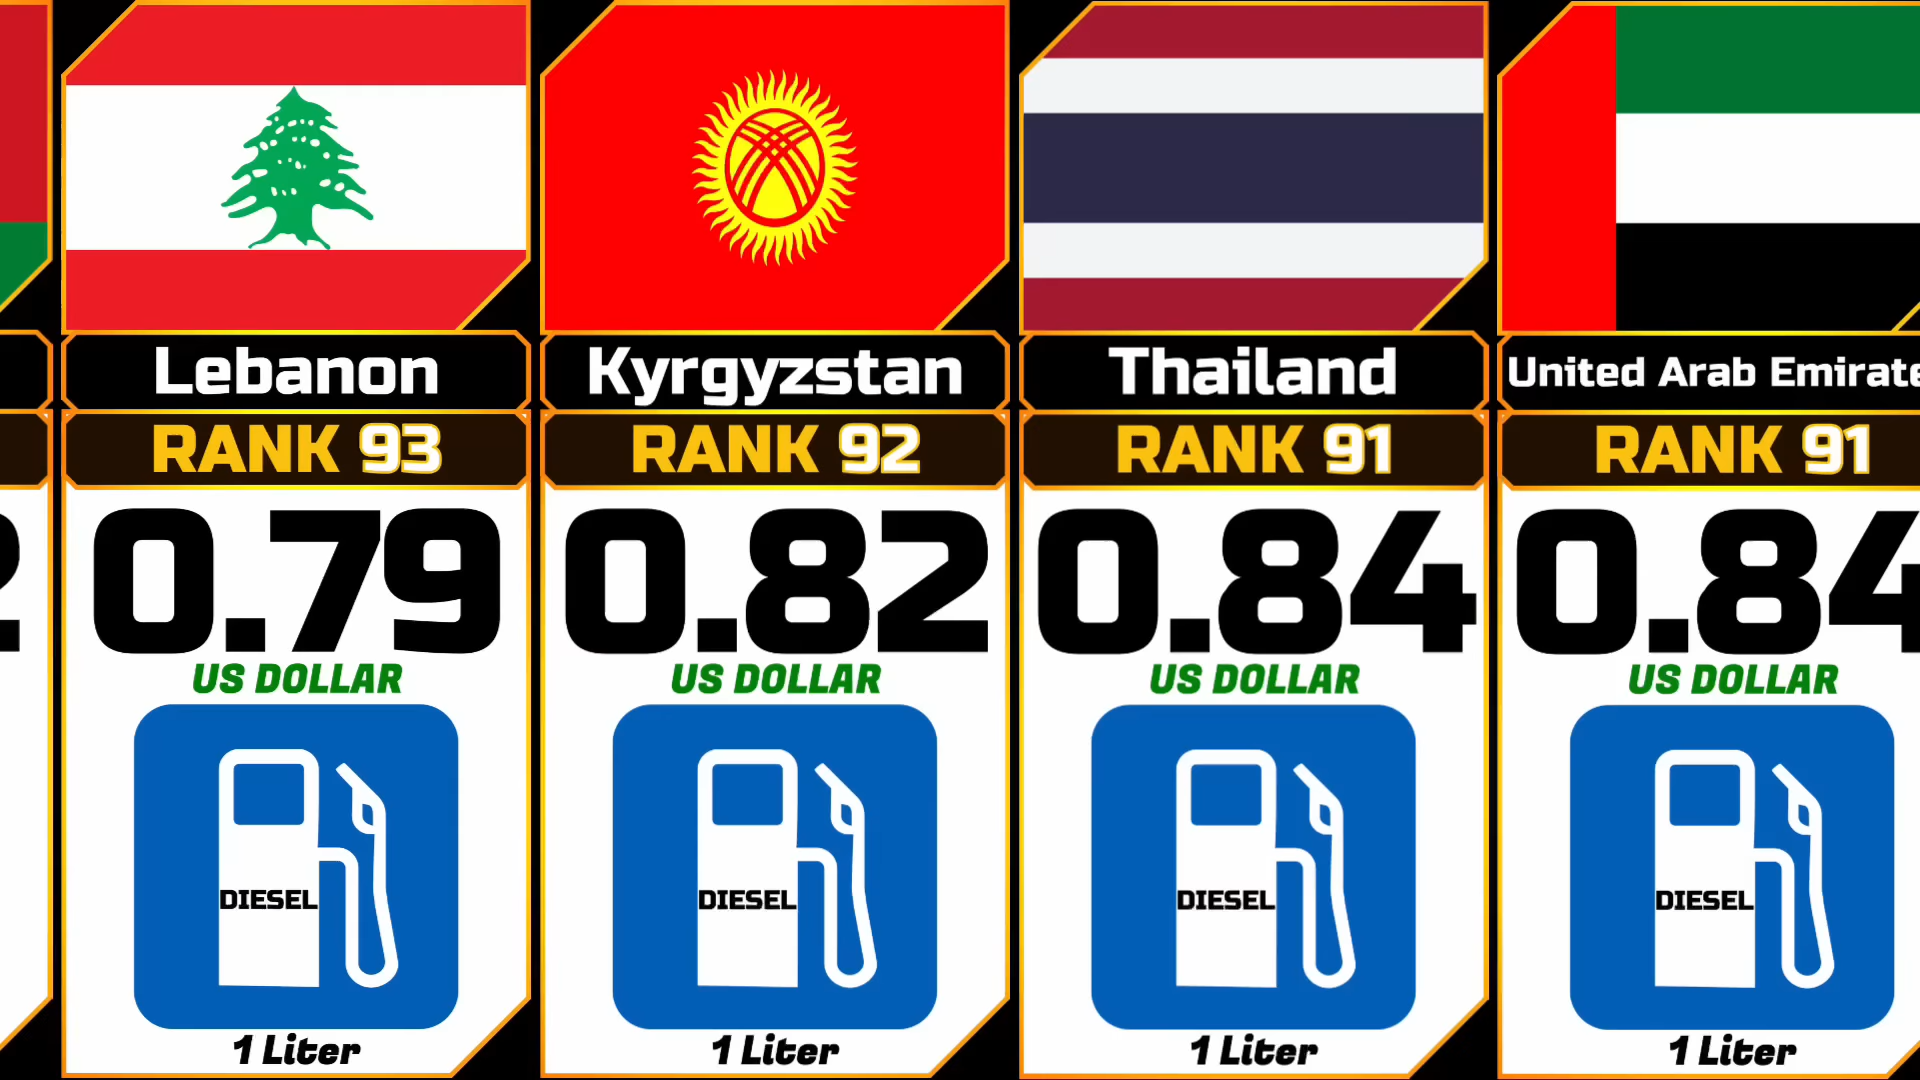 Lebanon
RANK 93
0.79
US DOLLAR
DIESEL
1 Liter
Kyrgyzstan
RANK 92
0.82
US DOLLAR
DIESEL
1 Liter
Thailand
RANK 91
0.84
US DOLLAR
DIESEL
1 Liter
United Arab Emirate
RANK 91
0.84
US DOLLAR
DIESEL
1 Liter